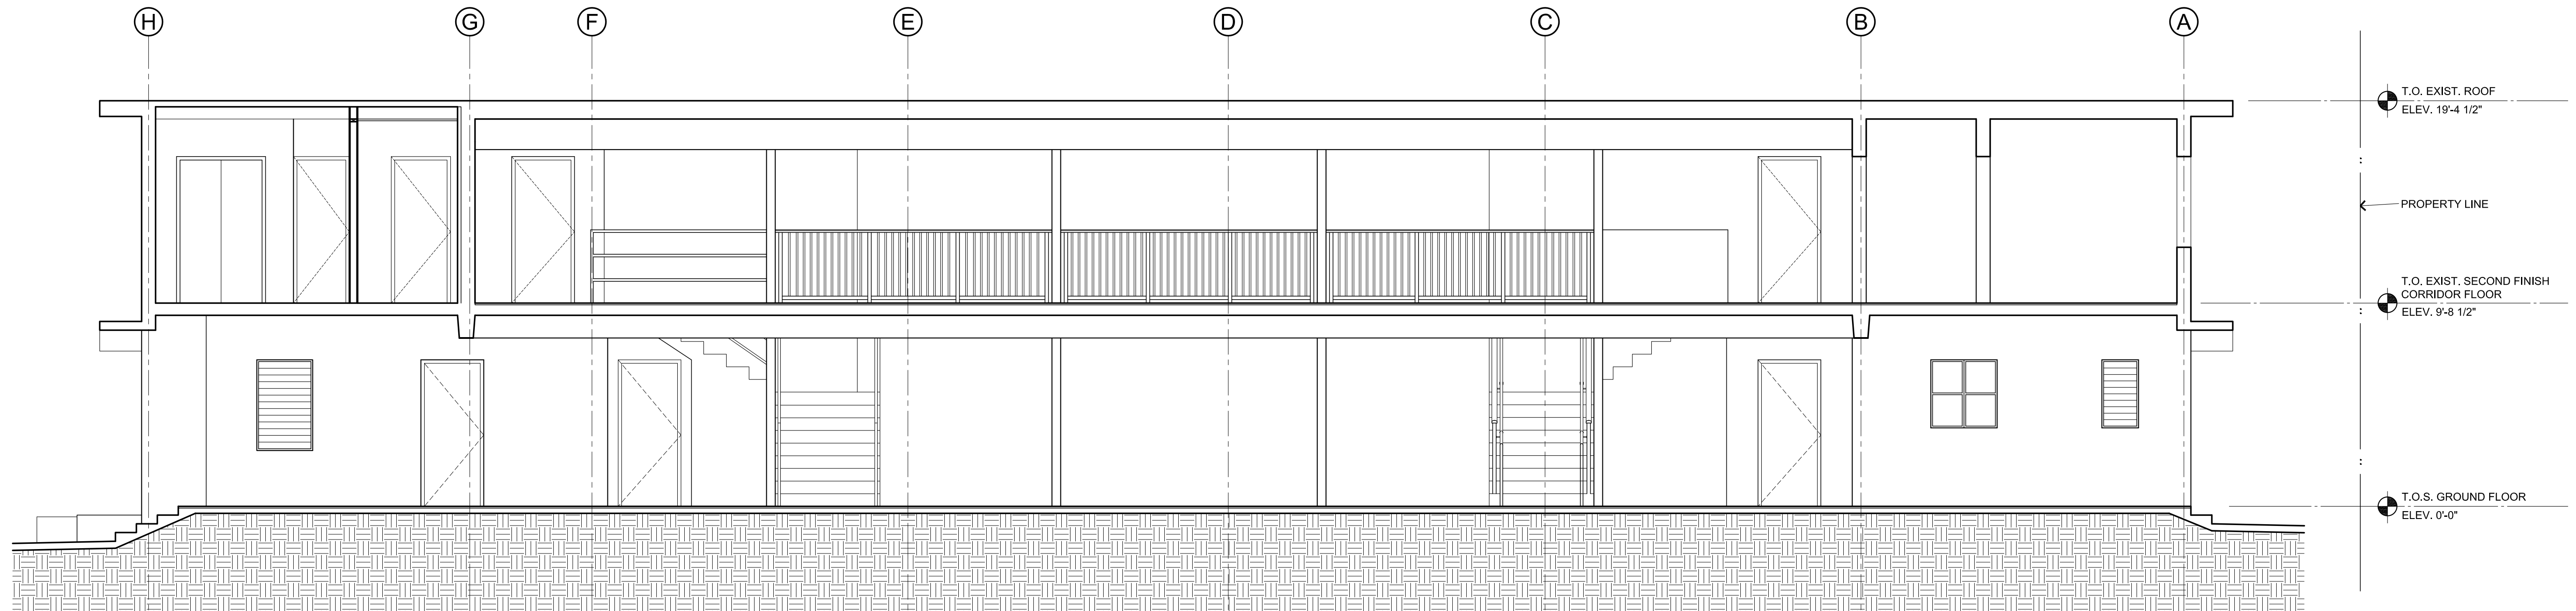 H G F E D C B A
T.O. EXIST. ROOF
ELEV. 19'-4 1/2"
PROPERTY LINE
T.O. EXIST. SECOND FINISH
CORRIDOR FLOOR
ELEV. 9'-8 1/2"
T.O.S. GROUND FLOOR
ELEV. 0'-0"